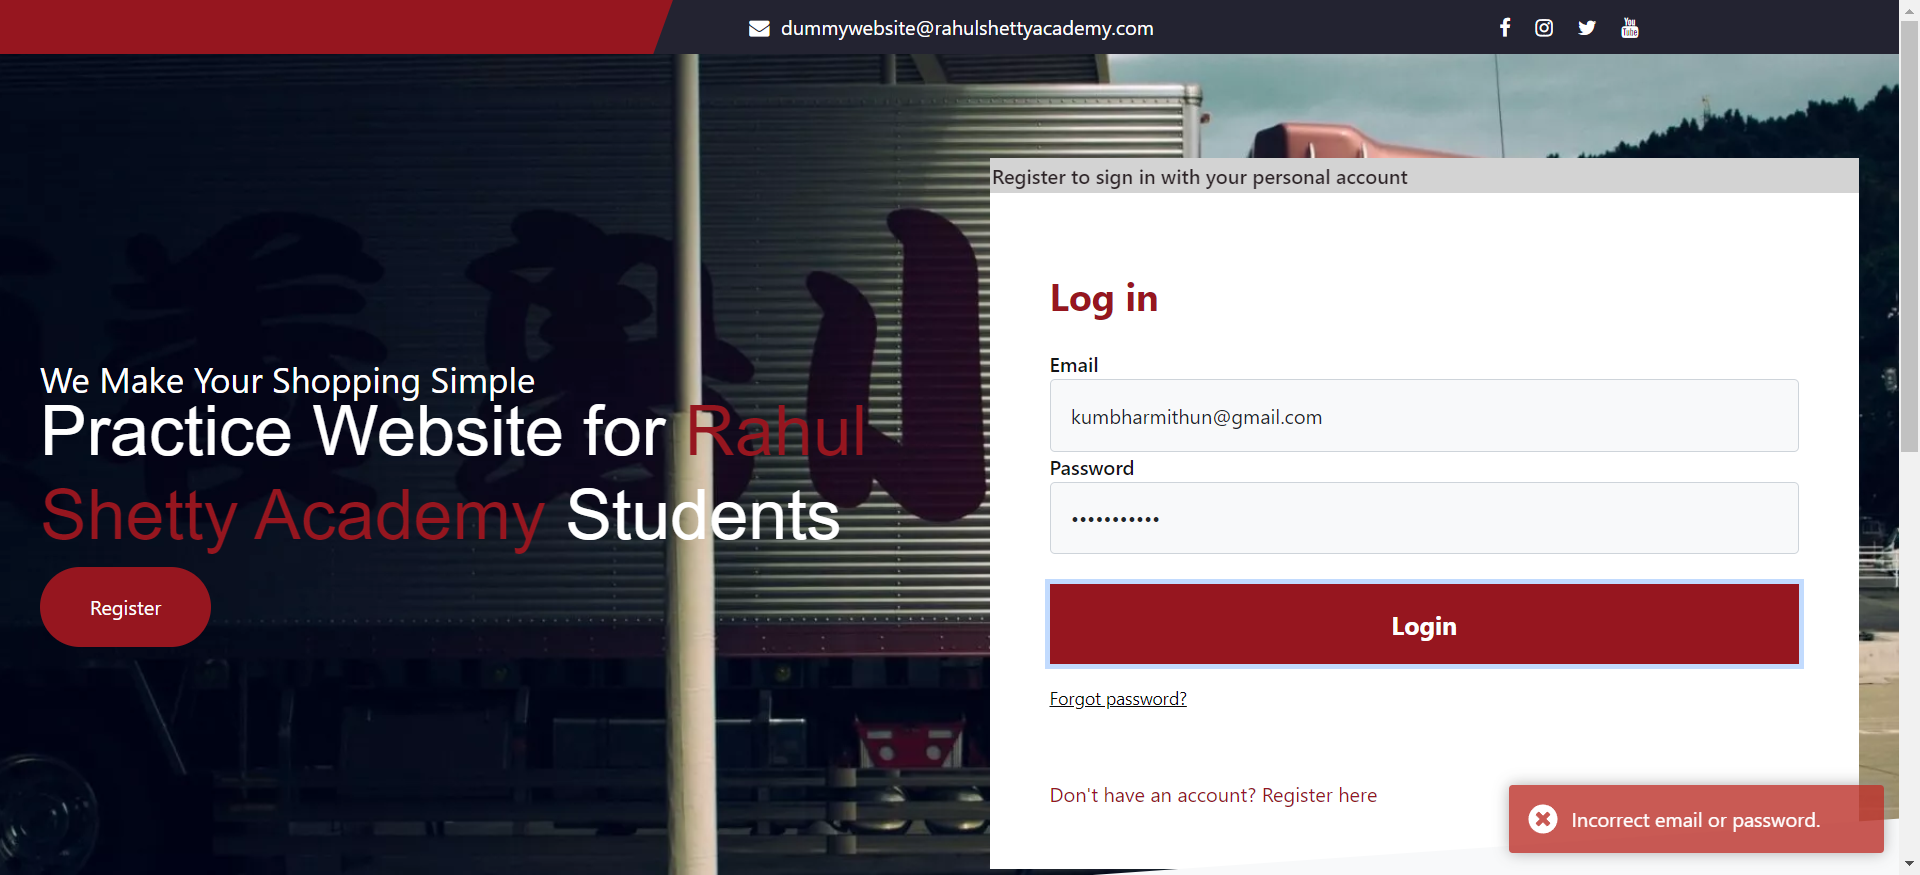 dummywebsite@rahulshettyacademy.com
Register to sign in with your personal account
We Make Your Shopping Simple
Practice Website for Rahul
Shetty Academy Students
Register
Log in
Email
kumbharmithun@gmail.com
Password
•••••••••••
Login
Forgot password?
Don't have an account? Register here
Incorrect email or password.